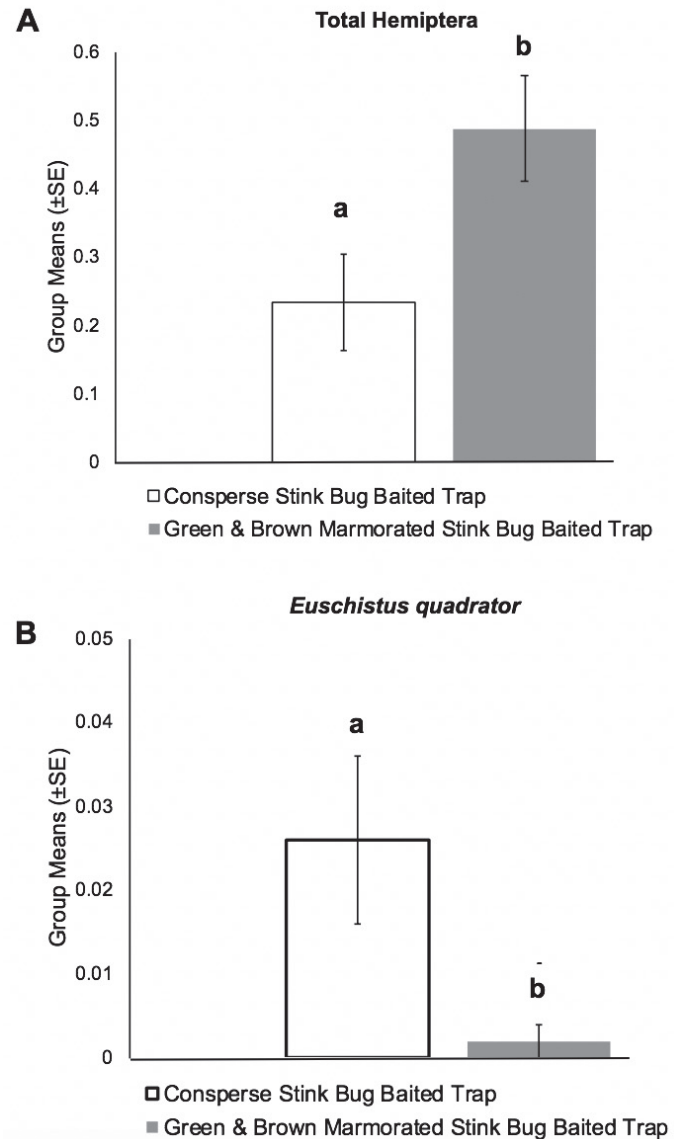 A
Total Hemiptera
0.6
0.5
0.4
0.3
0.2
0.1
0
Group Means (±SE)
a
b
Consperse Stink Bug Baited Trap
Green & Brown Marmorated Stink Bug Baited Trap
B
Euschistus quadrator
0.05
0.04
0.03
0.02
0.01
0
Group Means (±SE)
a
b
Consperse Stink Bug Baited Trap
Green & Brown Marmorated Stink Bug Baited Trap